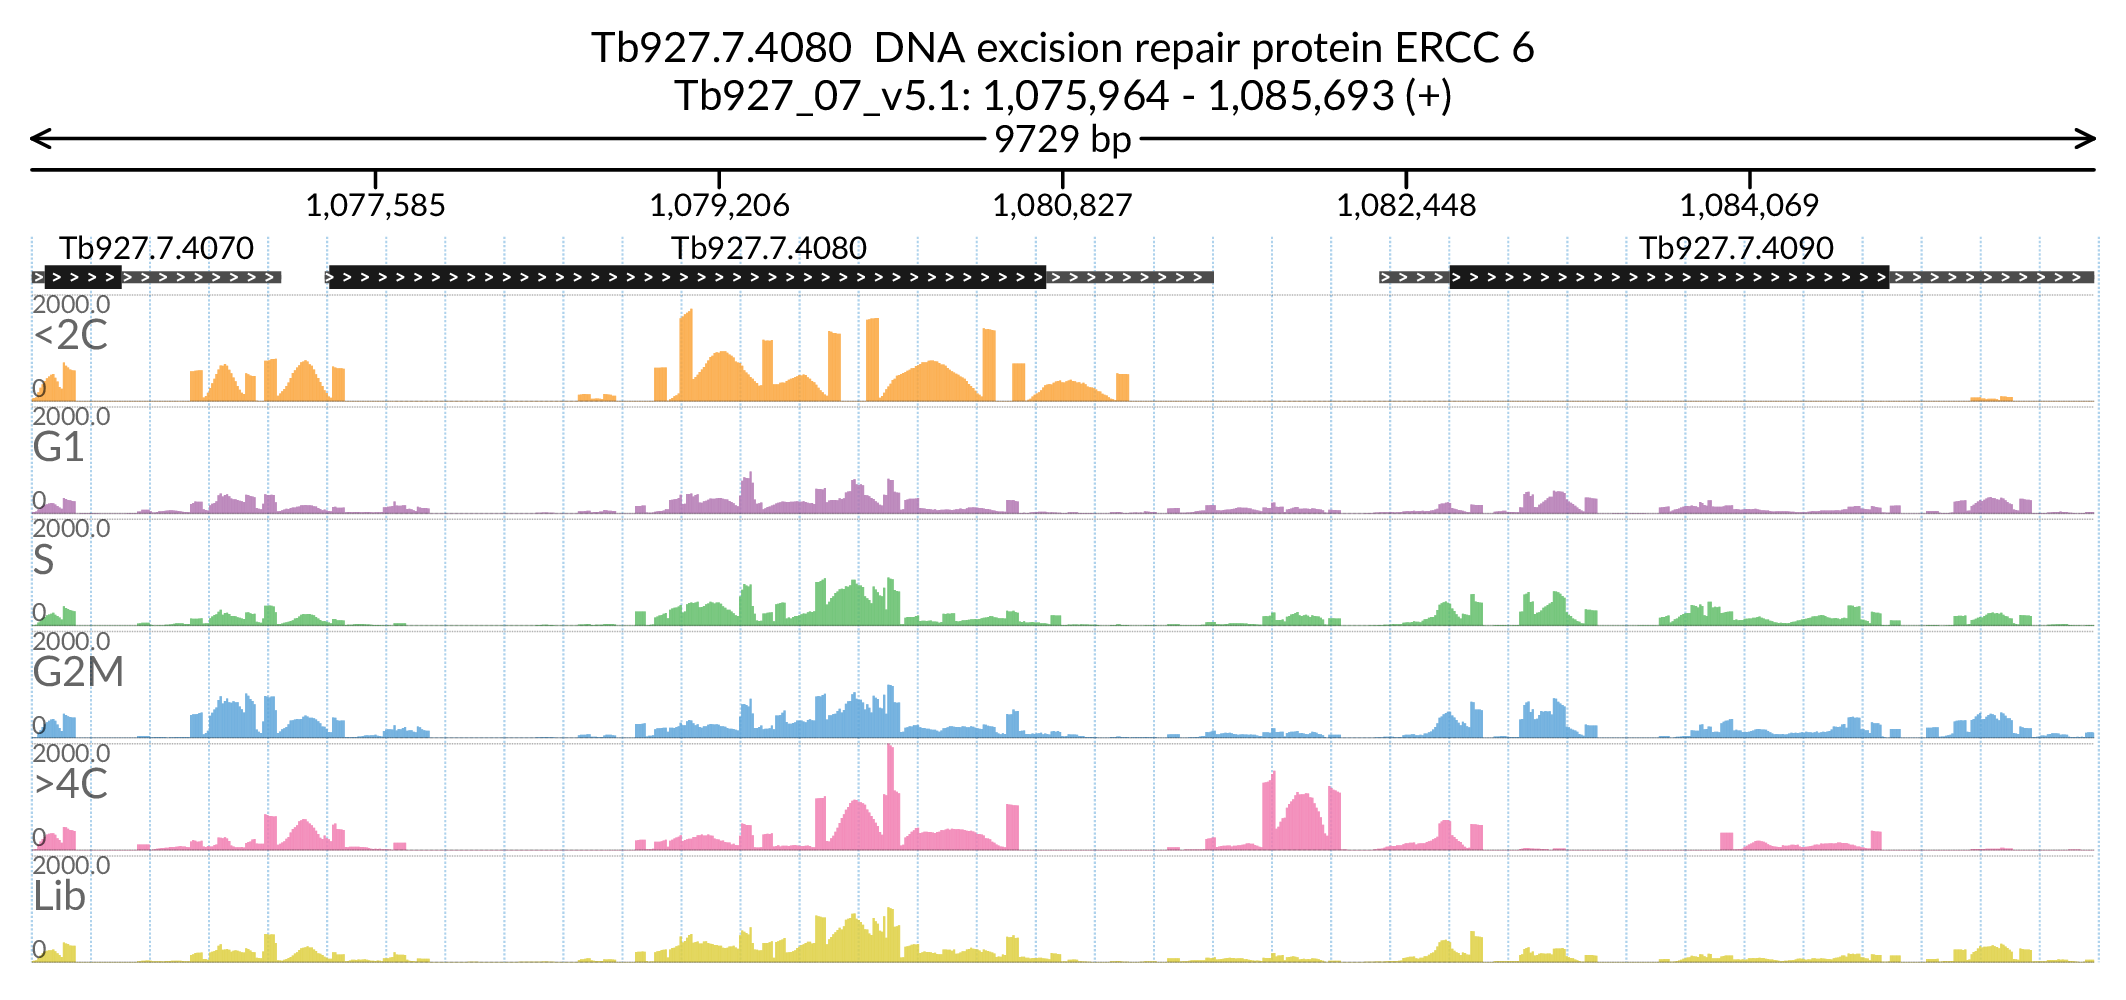 Tb927.7.4080  DNA excision repair protein ERCC 6
Tb927_07_v5.1: 1,075,964 - 1,085,693 (+)
9729 bp
1,077,585 1,079,206 1,080,827 1,082,448 1,084,069
Tb927.7.4070 Tb927.7.4080 Tb927.7.4090
2000.0
<2C
0
2000.0
G1
0
2000.0
S
0
2000.0
G2M
0
2000.0
>4C
0
2000.0
Lib
0